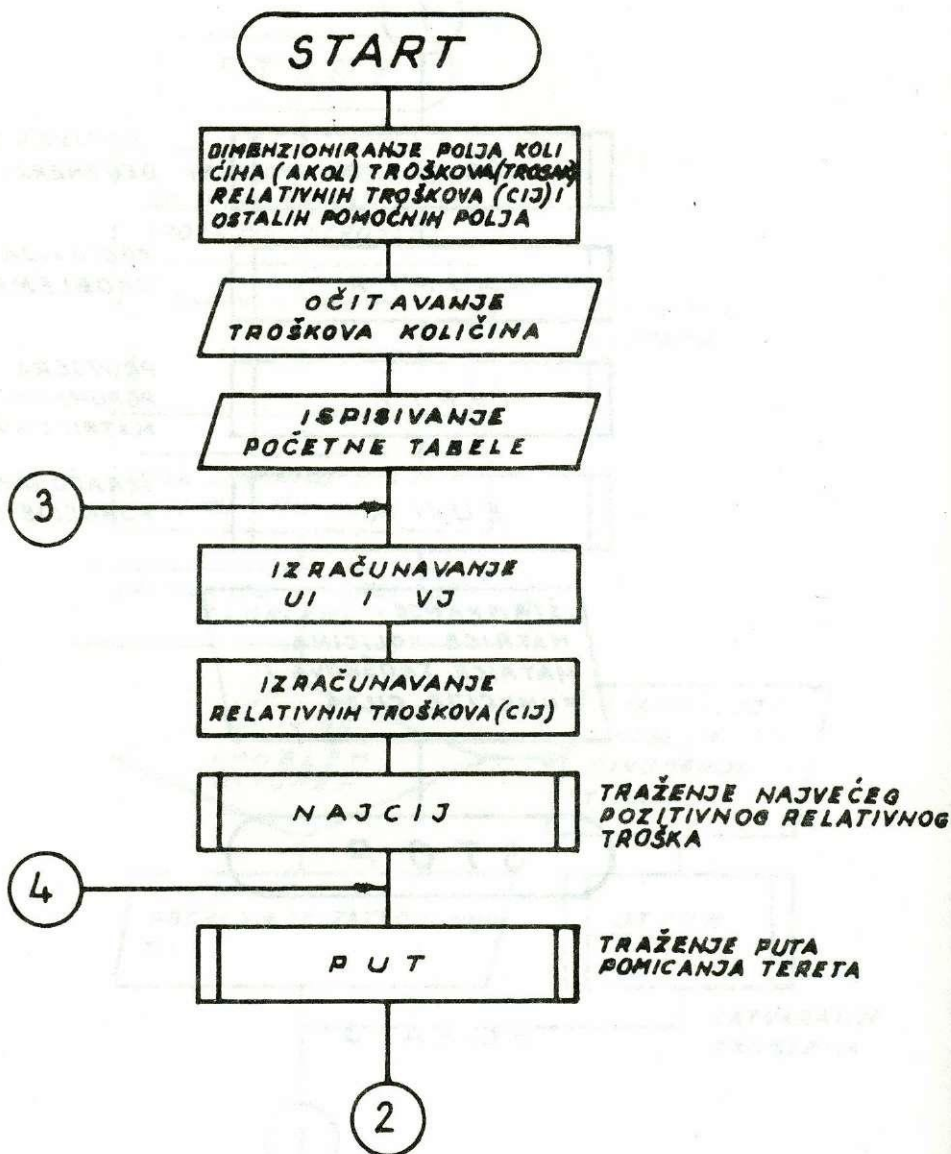 START
DIMENZIONIRANJE POLJA KOLI
ČINA (AKOL) TROŠKOVA (TROSAK)
RELATIVNIH TROŠKOVA (CIJ) I
OSTALIH POMOĆNIH POLJA
OČITAVANJE
TROŠKOVA KOLIČINA
ISPISIVANJE
POČETNE TABELE
3
IZRAČUNAVANJE
UI I VJ
IZRAČUNAVANJE
RELATIVNIH TROŠKOVA (CIJ)
NAJCIJ
TRAŽENJE NAJVEĆEG
POZITIVNOG RELATIVNOG
TROŠKA
4
PUT
TRAŽENJE PUTA
POMICANJA TERETA
2